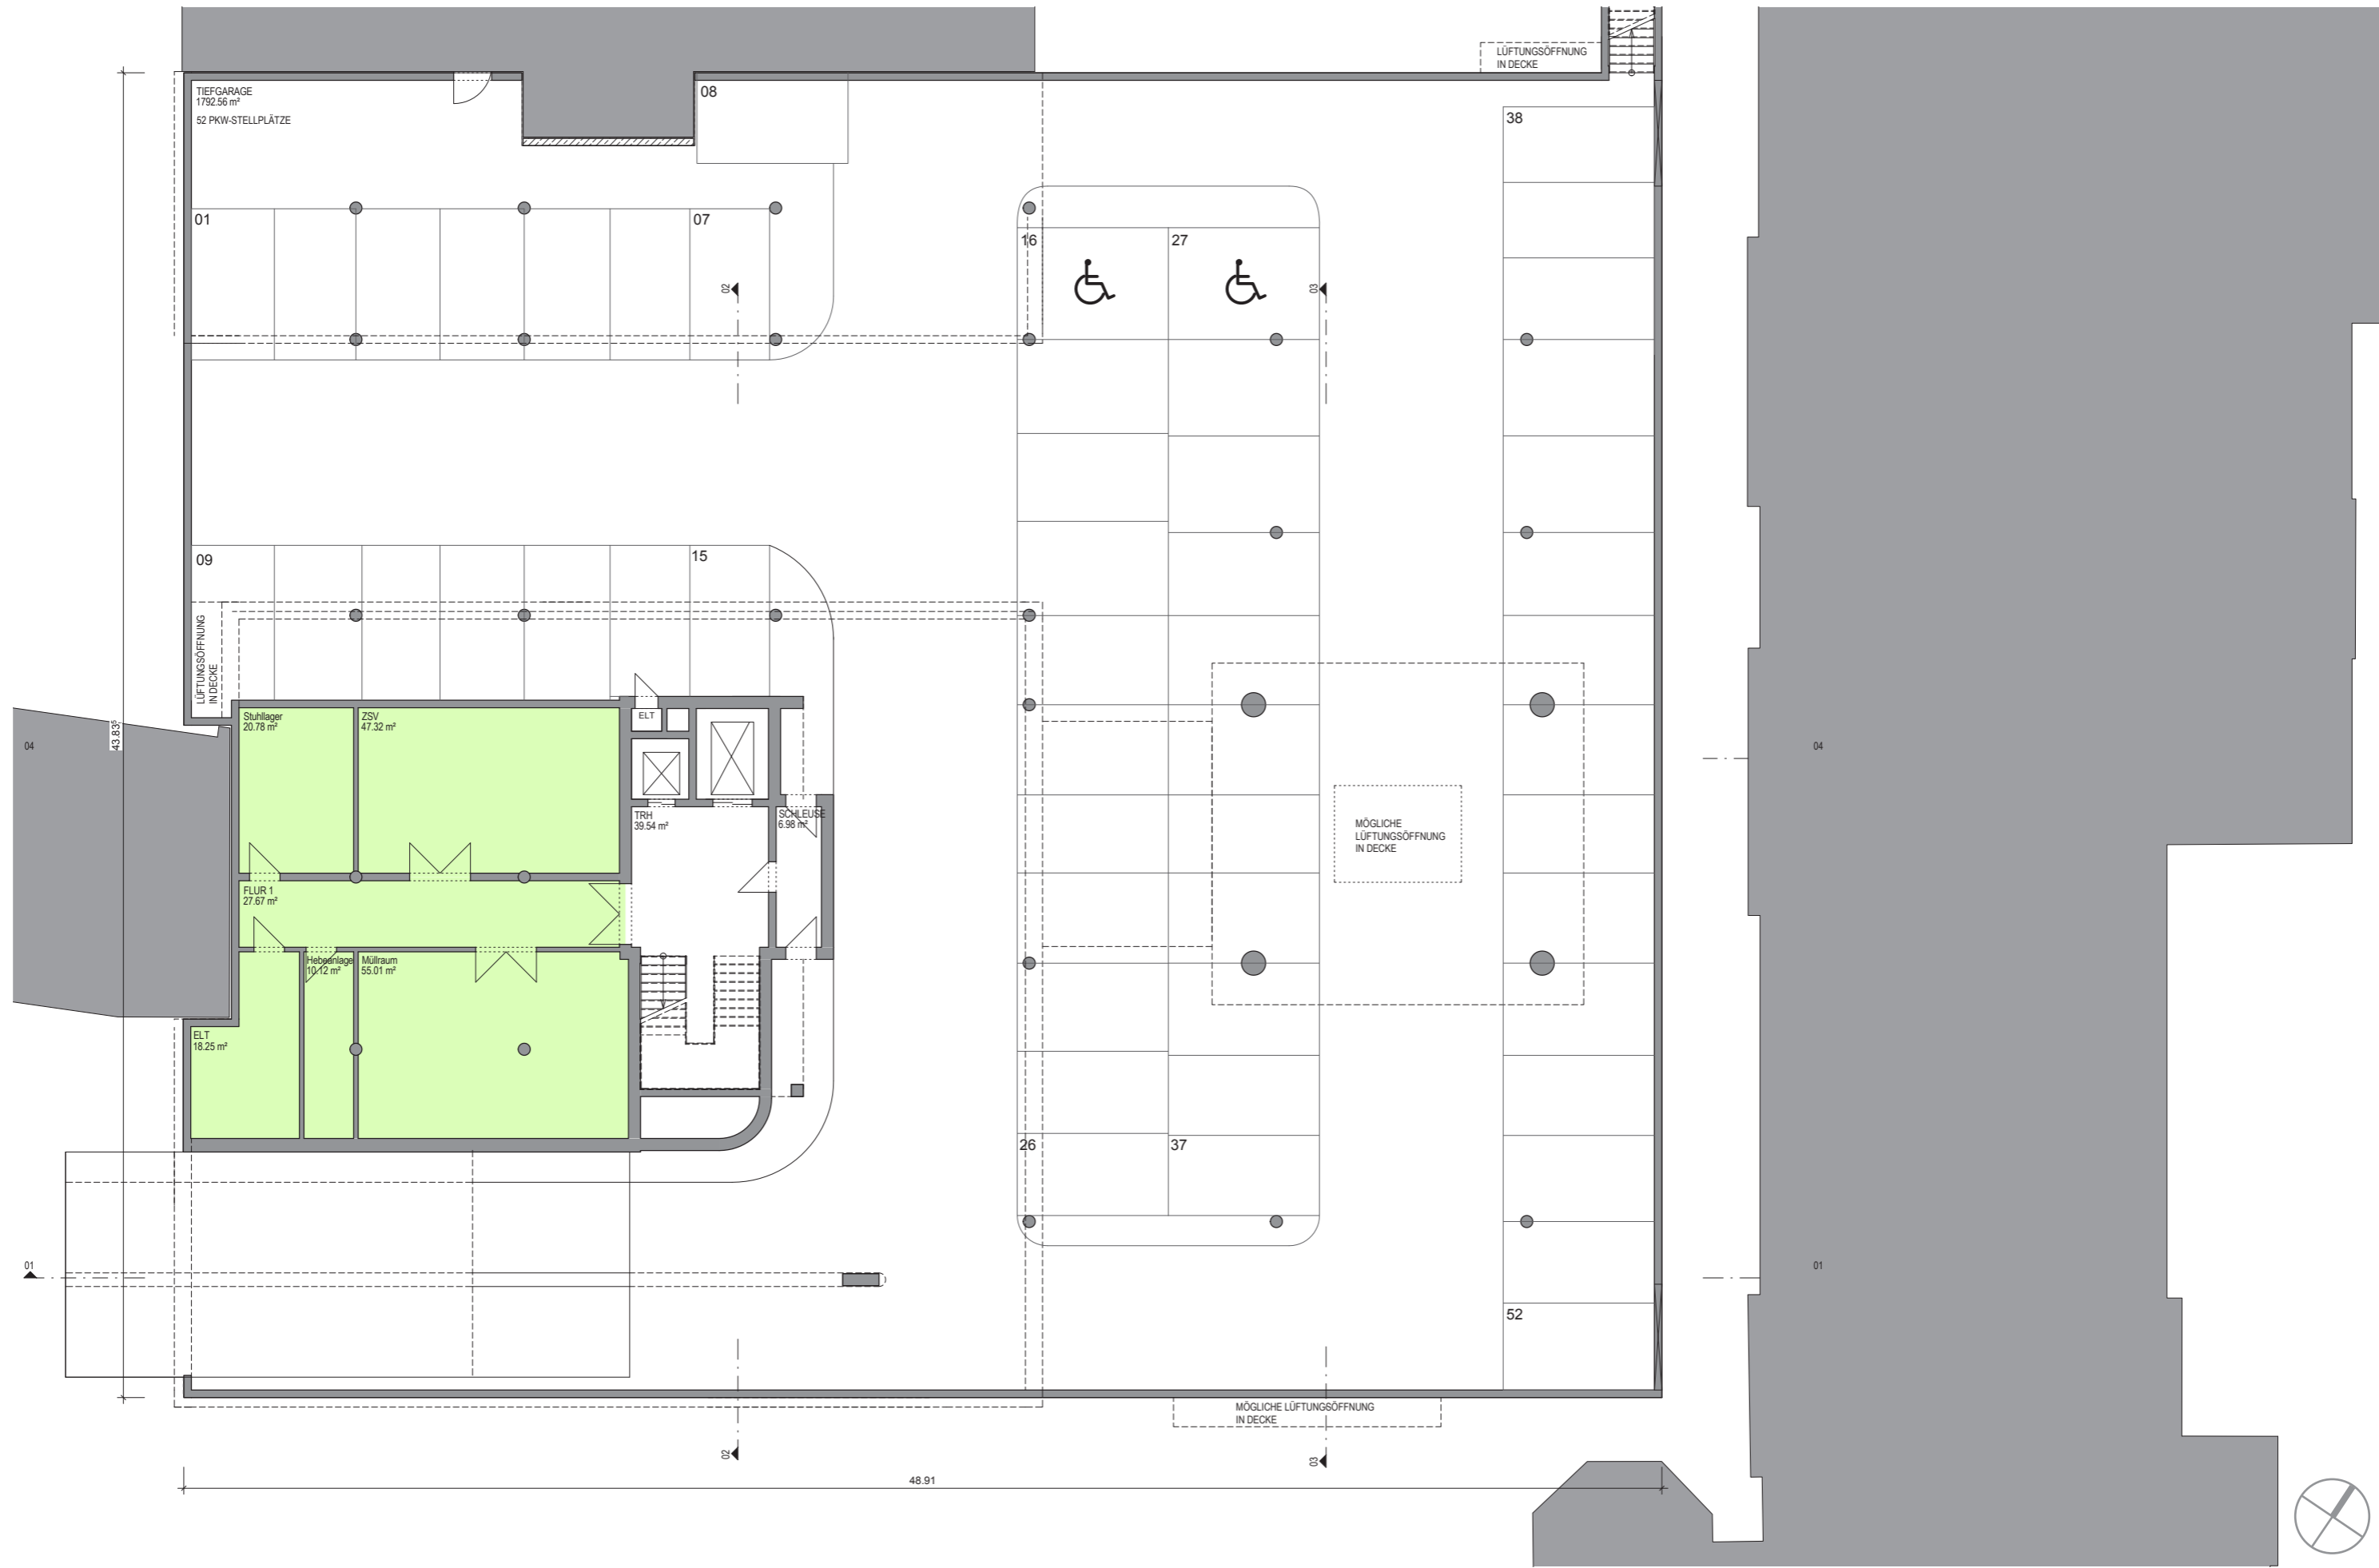 LÜFTUNGSÖFFNUNG
IN DECKE
TIEFGARAGE
1792.56 m²
52 PKW-STELLPLÄTZE
08
38
01
07
16
27
02
03
09
15
LÜFTUNGSÖFFNUNG
IN DECKE
43.83⁵
04
Stuhllager
20.78 m²
ZSV
47.32 m²
ELT
04
TRH
39.54 m²
SCHLEUSE
6.98 m²
MÖGLICHE
LÜFTUNGSÖFFNUNG
IN DECKE
FLUR 1
27.67 m²
Hebeanlage
10.12 m²
Müllraum
55.01 m²
ELT
18.25 m²
26
37
01
01
52
MÖGLICHE LÜFTUNGSÖFFNUNG
IN DECKE
02
03
48.91